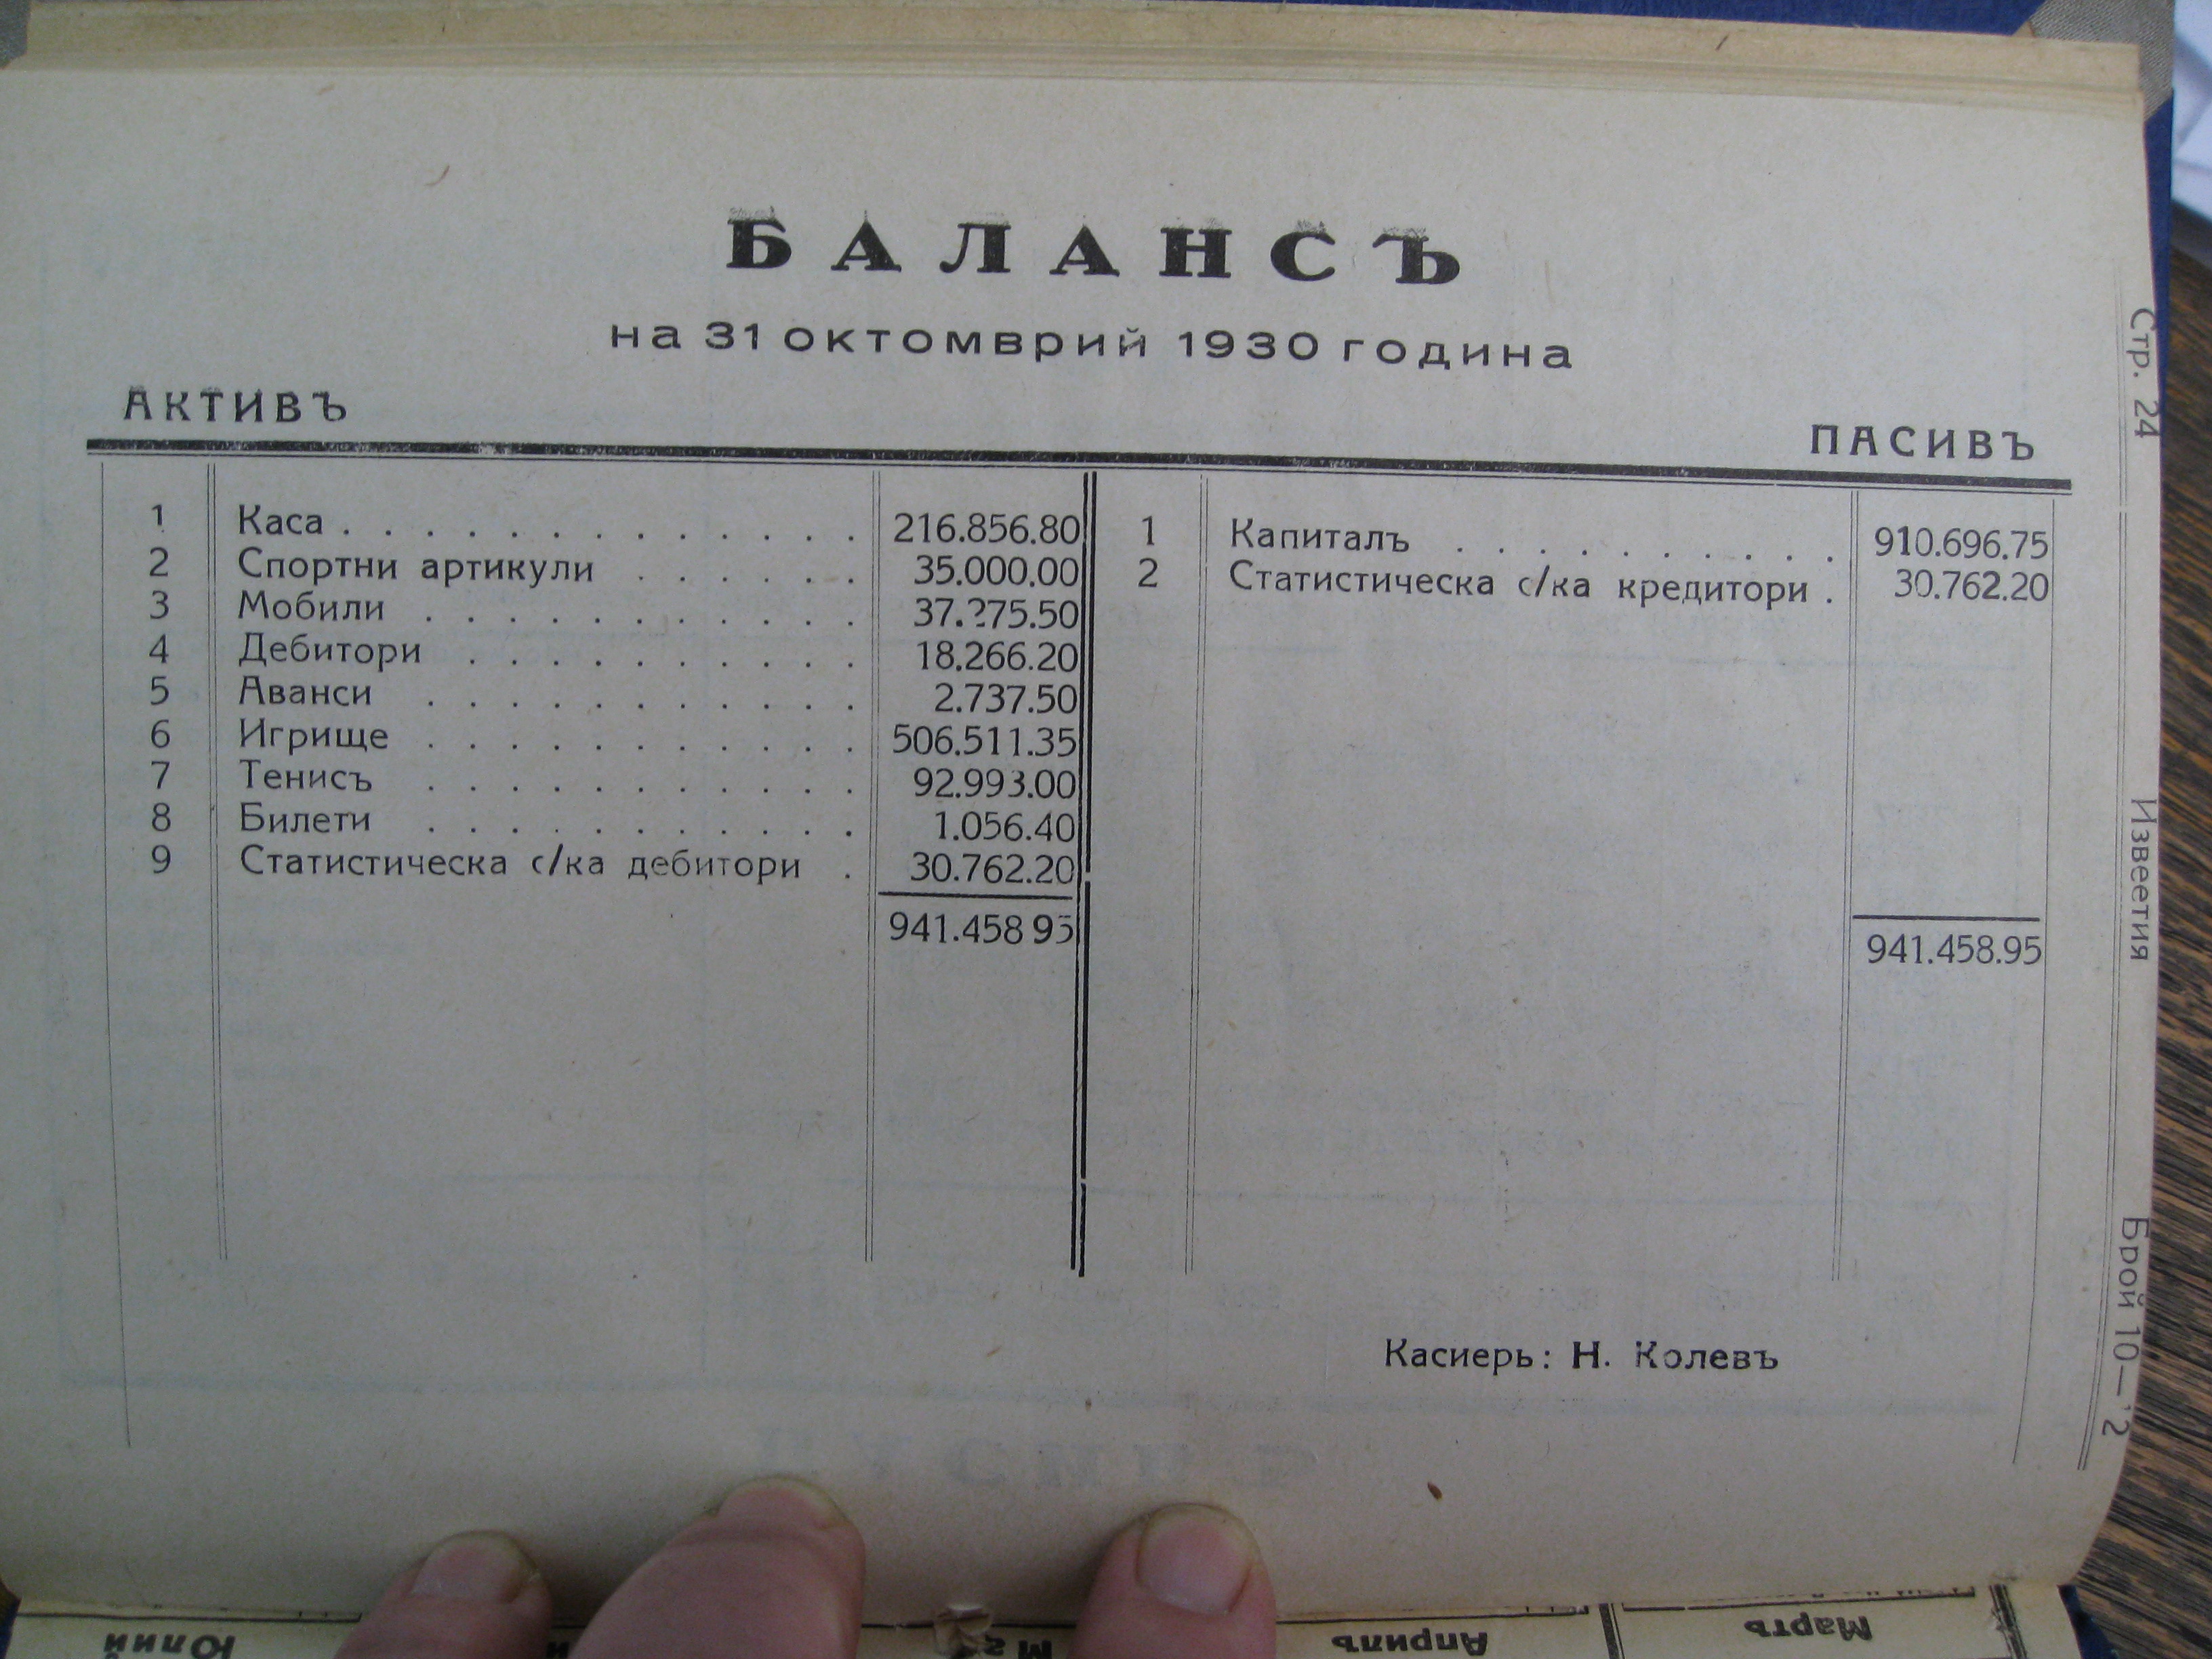 БАЛАНСЪ
на 31 октомврий 1930 година
АКТИВЪ
ПАСИВЪ
1 Каса . . . . . . . . . . . . . 216.856.80
2 Спортни артикули . . . . . . 35.000.00
3 Мобили . . . . . . . . . . . 37.275.50
4 Дебитори . . . . . . . . . . 18.266.20
5 Аванси . . . . . . . . . . . 2.737.50
6 Игрище . . . . . . . . . . . 506.511.35
7 Тенисъ . . . . . . . . . . . 92.993.00
8 Билети . . . . . . . . . . . 1.056.40
9 Статистическа с/ка дебитори . 30.762.20
941.458 95
1 Капиталъ . . . . . . . . . . 910.696.75
2 Статистическа с/ка кредитори . 30.762.20
941.458.95
Касиерь: Н. Колевъ
Стр. 24
Извеетия
Брой 10—'2
Юлий
Априль
Мартъ